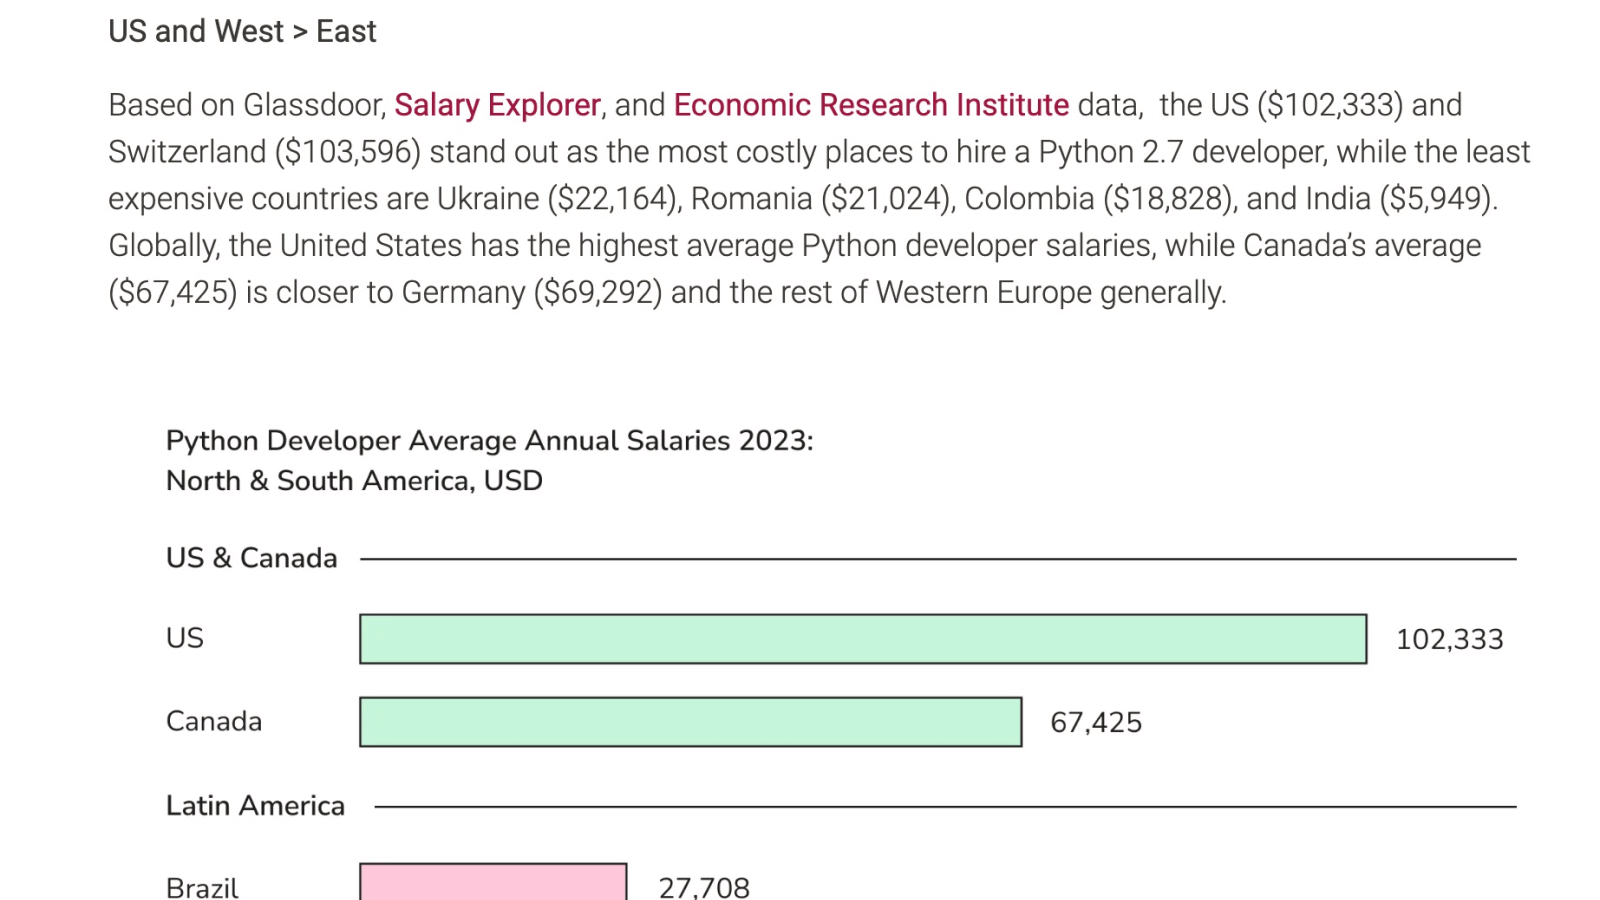 US and West > East
Based on Glassdoor, Salary Explorer, and Economic Research Institute data,  the US ($102,333) and
Switzerland ($103,596) stand out as the most costly places to hire a Python 2.7 developer, while the least
expensive countries are Ukraine ($22,164), Romania ($21,024), Colombia ($18,828), and India ($5,949).
Globally, the United States has the highest average Python developer salaries, while Canada’s average
($67,425) is closer to Germany ($69,292) and the rest of Western Europe generally.
Python Developer Average Annual Salaries 2023:
North & South America, USD
US & Canada
US 102,333
Canada 67,425
Latin America
Brazil 27,708